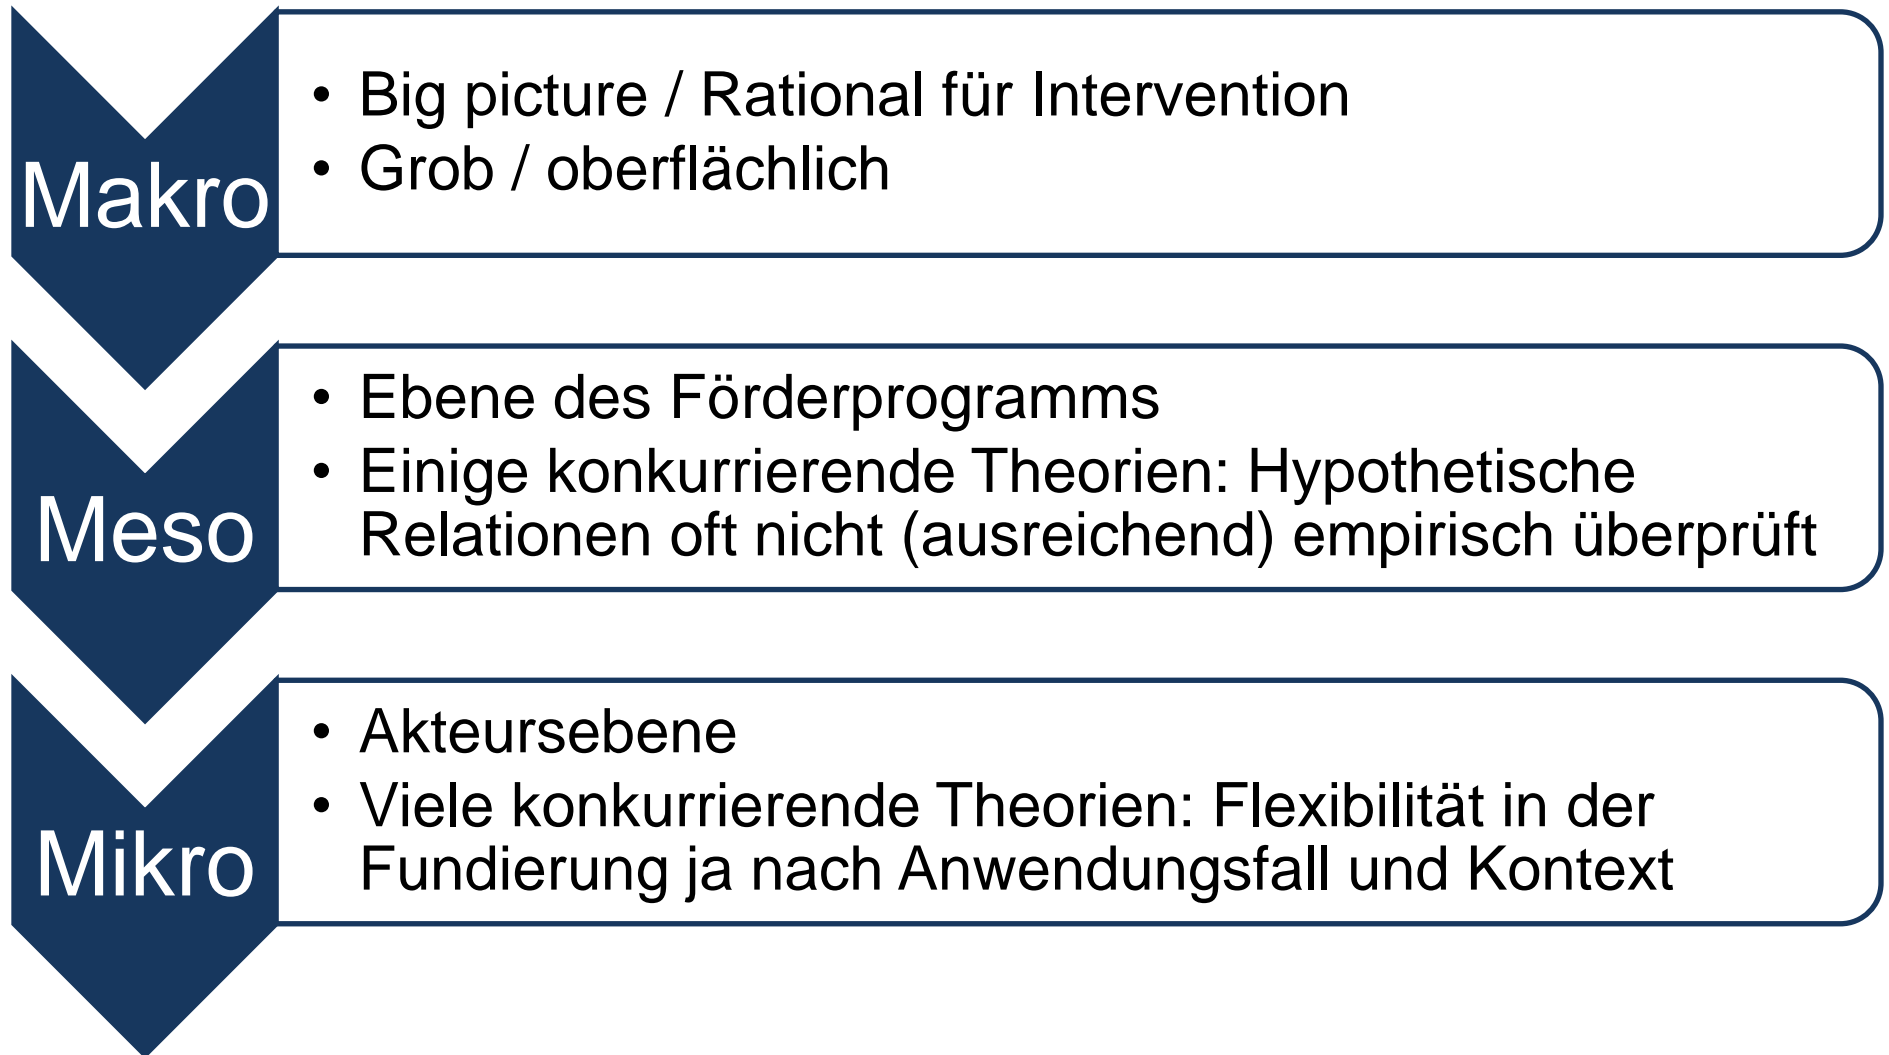 Makro
• Big picture / Rational für Intervention
• Grob / oberflächlich
Meso
• Ebene des Förderprogramms
• Einige konkurrierende Theorien: Hypothetische
Relationen oft nicht (ausreichend) empirisch überprüft
Mikro
• Akteursebene
• Viele konkurrierende Theorien: Flexibilität in der
Fundierung ja nach Anwendungsfall und Kontext